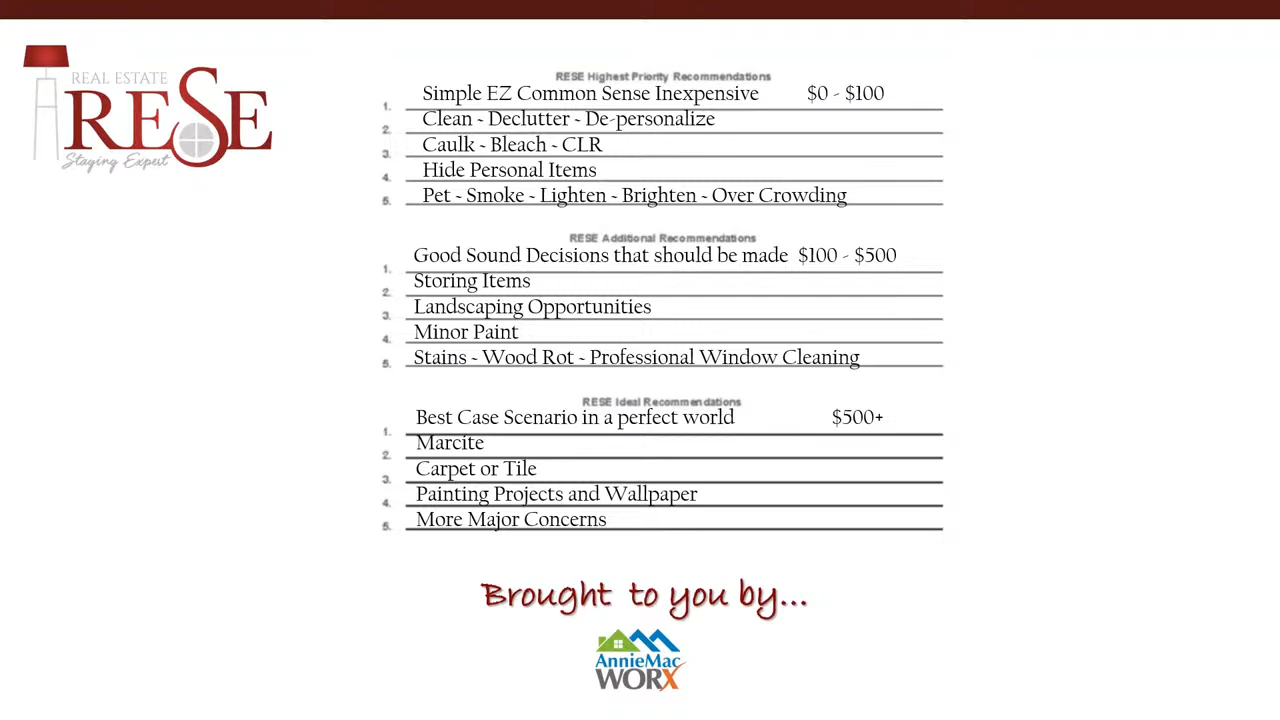 REAL ESTATE
RESE
Staging Expert
RESE Highest Priority Recommendations
1. Simple EZ Common Sense Inexpensive $0 - $100
2. Clean - Declutter - De-personalize
3. Caulk - Bleach - CLR
4. Hide Personal Items
5. Pet - Smoke - Lighten - Brighten - Over Crowding
RESE Additional Recommendations
1. Good Sound Decisions that should be made $100 - $500
2. Storing Items
3. Landscaping Opportunities
4. Minor Paint
5. Stains - Wood Rot - Professional Window Cleaning
RESE Ideal Recommendations
1. Best Case Scenario in a perfect world $500+
2. Marcite
3. Carpet or Tile
4. Painting Projects and Wallpaper
5. More Major Concerns
Brought to you by...
AnnieMac
WORX